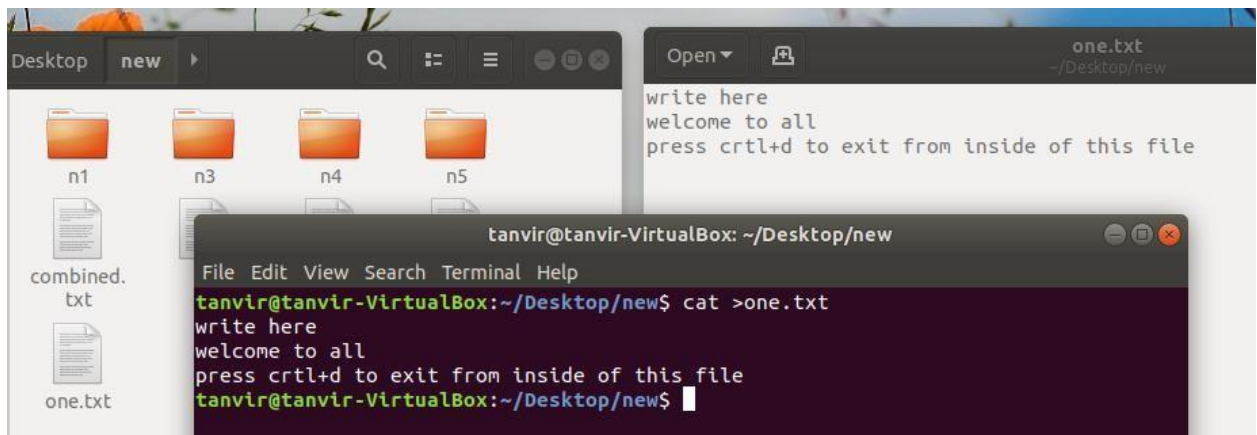 Desktop new
Open
one.txt
~/Desktop/new
write here
welcome to all
press crtl+d to exit from inside of this file
n1 n3 n4 n5
combined.
txt
one.txt
tanvir@tanvir-VirtualBox: ~/Desktop/new
File Edit View Search Terminal Help
tanvir@tanvir-VirtualBox:~/Desktop/new$ cat >one.txt
write here
welcome to all
press crtl+d to exit from inside of this file
tanvir@tanvir-VirtualBox:~/Desktop/new$